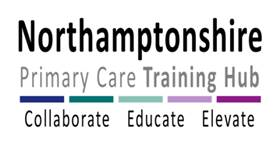 Northamptonshire
Primary Care Training Hub
Collaborate Educate Elevate